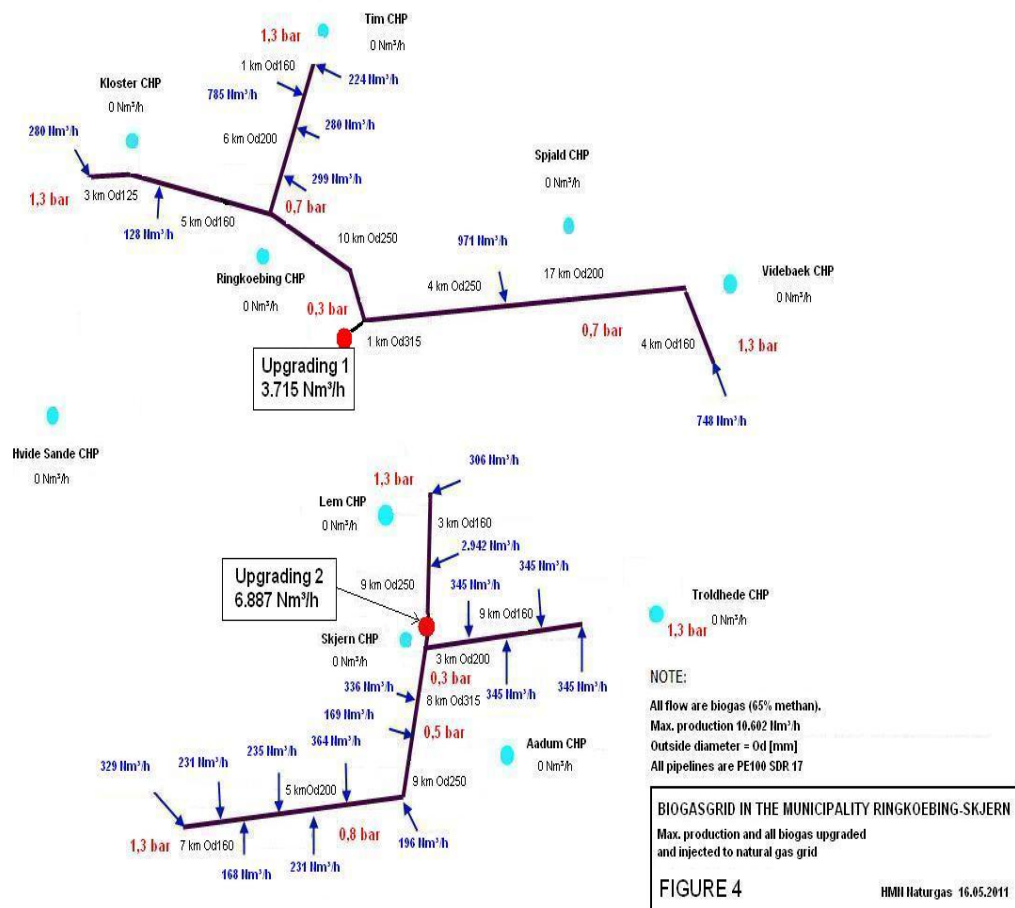 Tim CHP
0 Nm³/h
1,3 bar
1 km Od160
224 Nm³/h
785 Nm³/h
Kloster CHP
0 Nm³/h
280 Nm³/h
6 km Od200
280 Nm³/h
299 Nm³/h
1,3 bar
3 km Od125
0,7 bar
128 Nm³/h
5 km Od160
Spjald CHP
0 Nm³/h
10 km Od250
971 Nm³/h
17 km Od200
Ringkoebing CHP
0 Nm³/h
4 km Od250
Videbaek CHP
0 Nm³/h
0,3 bar
0,7 bar
1 km Od315
4 km Od160
1,3 bar
Upgrading 1
3.715 Nm³/h
748 Nm³/h
Hvide Sande CHP
0 Nm³/h
306 Nm³/h
1,3 bar
Lem CHP
0 Nm³/h
3 km Od160
2.942 Nm³/h
Upgrading 2
6.887 Nm³/h
9 km Od250
345 Nm³/h
345 Nm³/h
9 km Od160
Troldhede CHP
0 Nm³/h
1,3 bar
Skjern CHP
0 Nm³/h
3 km Od200
0,3 bar
345 Nm³/h
345 Nm³/h
336 Nm³/h
8 km Od315
169 Nm³/h
0,5 bar
364 Nm³/h
235 Nm³/h
231 Nm³/h
329 Nm³/h
Aadum CHP
0 Nm³/h
9 km Od250
5 kmOd200
0,8 bar
196 Nm³/h
1,3 bar
7 km Od160
168 Nm³/h
231 Nm³/h
NOTE:
All flow are biogas (65% methan).
Max. production 10.602 Nm³/h
Outside diameter = Od [mm]
All pipelines are PE100 SDR 17
BIOGASGRID IN THE MUNICIPALITY RINGKOEBING-SKJERN
Max. production and all biogas upgraded
and injected to natural gas grid
FIGURE 4
HMN Naturgas 16.05.2011